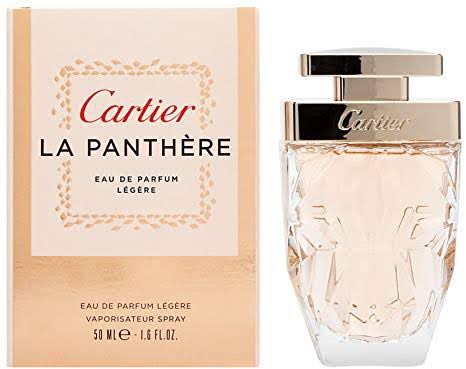 Cartier
LA PANTHÈRE
EAU DE PARFUM
LÉGÈRE
EAU DE PARFUM LÉGÈRE
VAPORISATEUR SPRAY
50 ML℮ - 1.6 FL.OZ.
Cartier